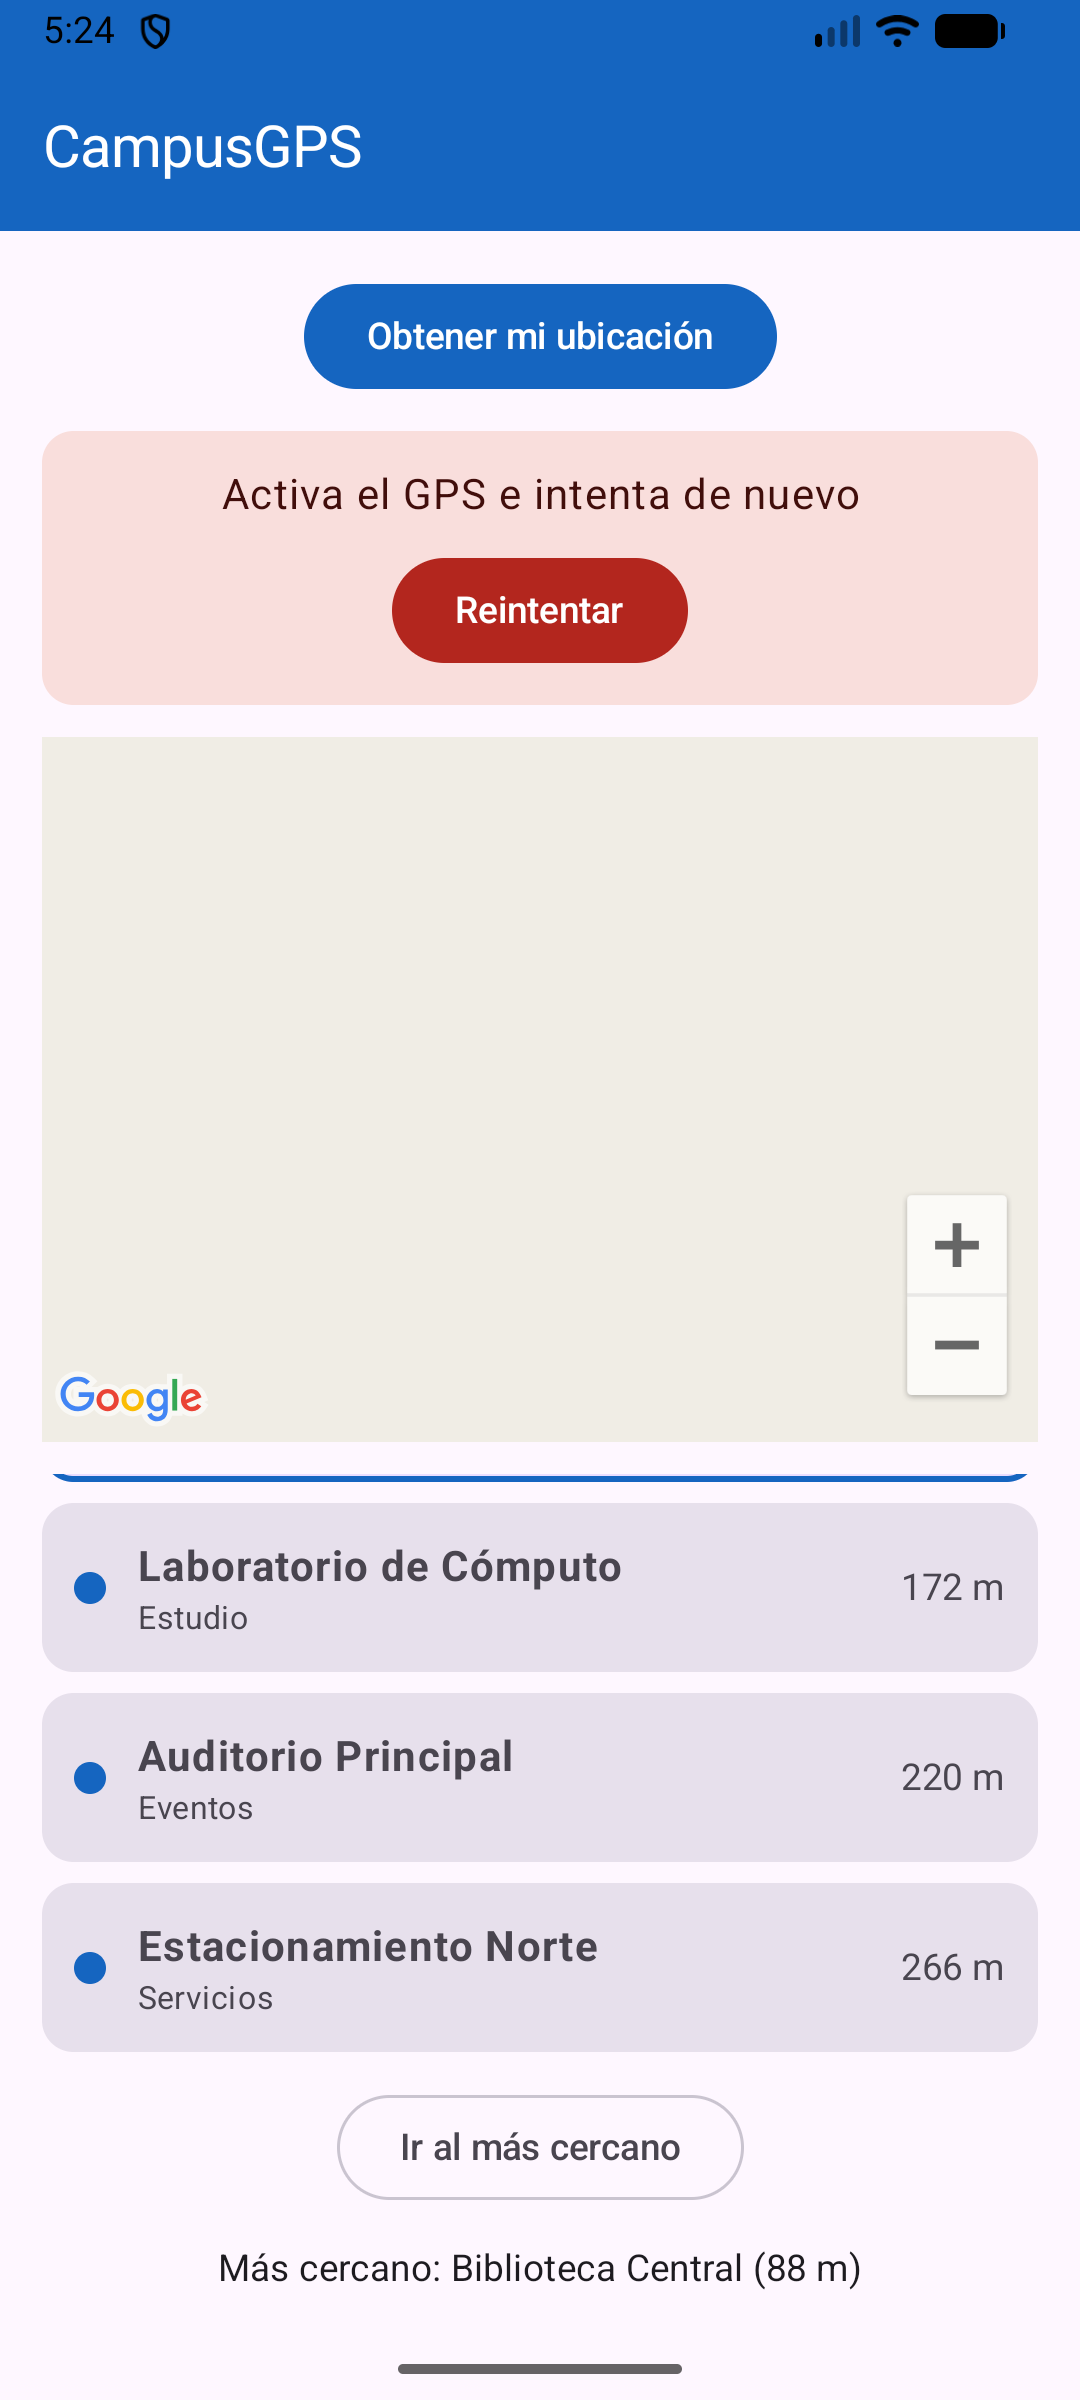 5:24
CampusGPS
Obtener mi ubicación
Activa el GPS e intenta de nuevo
Reintentar
+
−
Google
Laboratorio de Cómputo
Estudio
172 m
Auditorio Principal
Eventos
220 m
Estacionamiento Norte
Servicios
266 m
Ir al más cercano
Más cercano: Biblioteca Central (88 m)